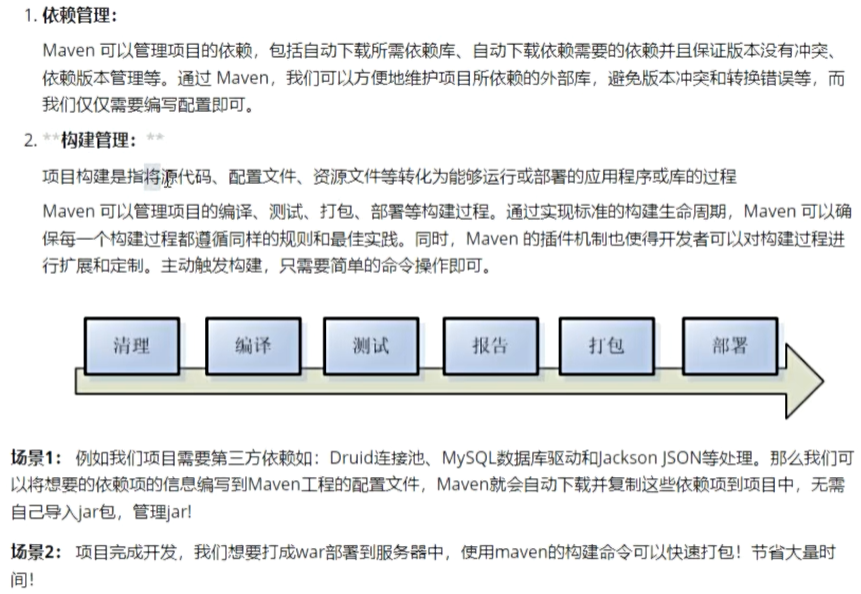 1. 依赖管理：
Maven 可以管理项目的依赖，包括自动下载所需依赖库、自动下载依赖需要的依赖并且保证版本没有冲突、
依赖版本管理等。通过 Maven，我们可以方便地维护项目所依赖的外部库，避免版本冲突和转换错误等，而
我们仅仅需要编写配置即可。
2. **构建管理： **
项目构建是指将源代码、配置文件、资源文件等转化为能够运行或部署的应用程序或库的过程
Maven 可以管理项目的编译、测试、打包、部署等构建过程。通过实现标准的构建生命周期，Maven 可以确
保每一个构建过程都遵循同样的规则和最佳实践。同时，Maven 的插件机制也使得开发者可以对构建过程进
行扩展和定制。主动触发构建，只需要简单的命令操作即可。
清理 编译 测试 报告 打包 部署
场景1： 例如我们项目需要第三方依赖如：Druid连接池、MySQL数据库驱动和Jackson JSON等处理。那么我们可
以将想要的依赖项的信息编写到Maven工程的配置文件，Maven就会自动下载并复制这些依赖项到项目中，无需
自己导入jar包，管理jar!
场景2： 项目完成开发，我们想要打成war部署到服务器中，使用maven的构建命令可以快速打包！节省大量时
间！